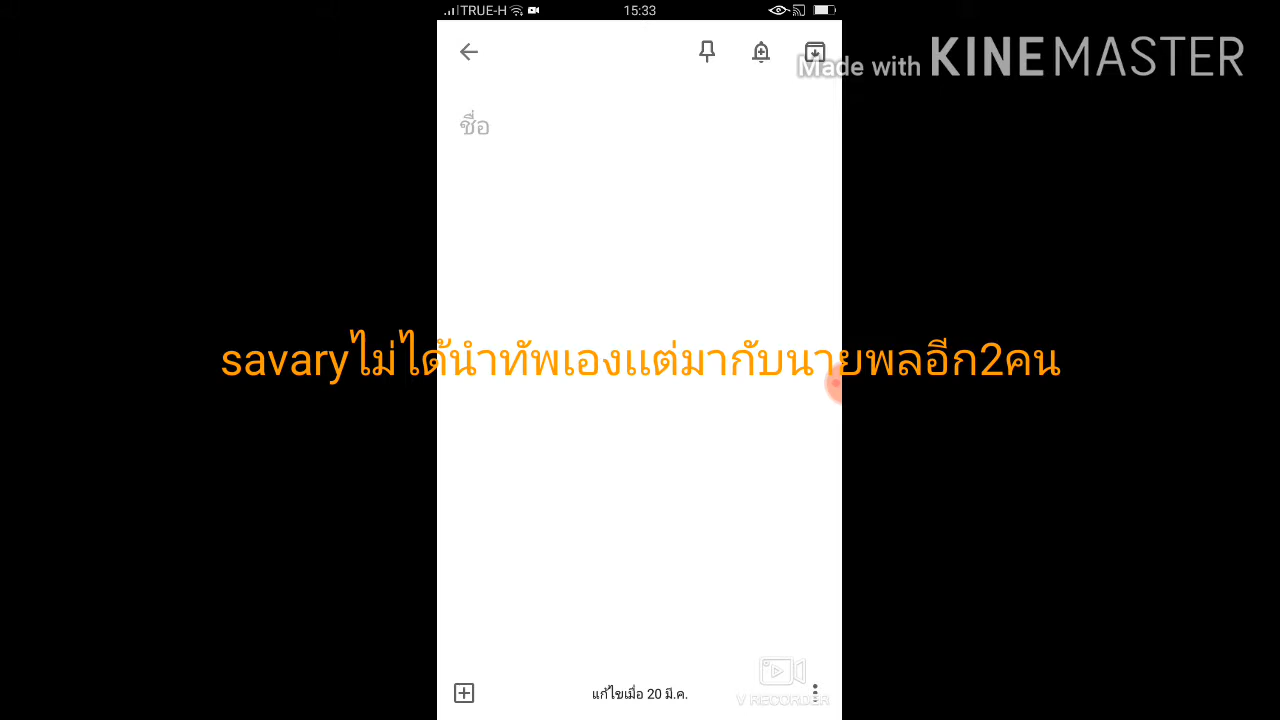 TRUE-H
15:33
Made with KINEMASTER
ชื่อ
savaryไม่ได้นำทัพเองแต่มากับนายพลอีก2คน
V RECORDER
แก้ไขเมื่อ 20 มี.ค.